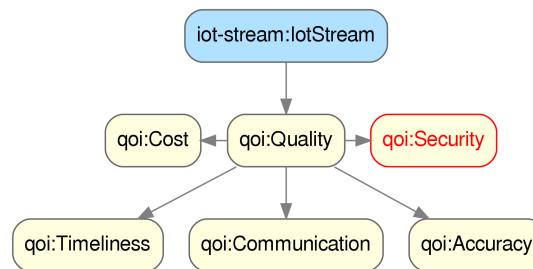 iot-stream:IotStream
qoi:Cost
qoi:Quality
qoi:Security
qoi:Timeliness
qoi:Communication
qoi:Accuracy